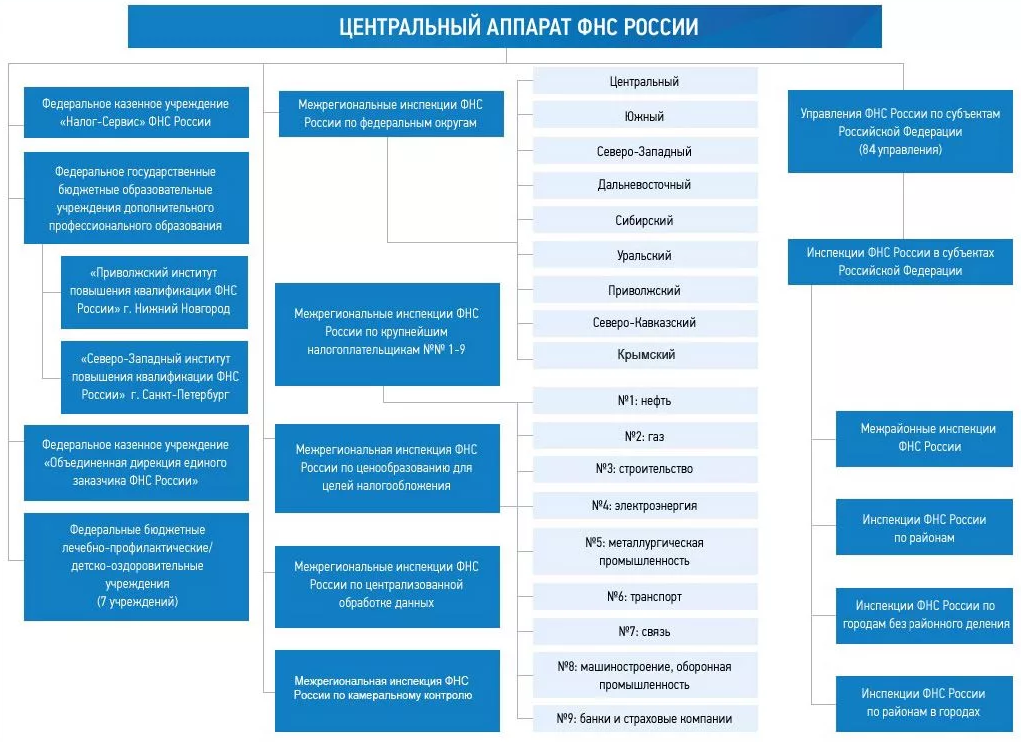 ЦЕНТРАЛЬНЫЙ АППАРАТ ФНС РОССИИ
Федеральное казенное учреждение
«Налог-Сервис» ФНС России
Федеральное государственные
бюджетные образовательные
учреждения дополнительного
профессионального образования
«Приволжский институт
повышения квалификации ФНС
России» г. Нижний Новгород
«Северо-Западный институт
повышения квалификации ФНС
России» г. Санкт-Петербург
Федеральное казенное учреждение
«Объединенная дирекция единого
заказчика ФНС России»
Федеральные бюджетные
лечебно-профилактические/
детско-оздоровительные
учреждения
(7 учреждений)
Межрегиональные инспекции ФНС
России по федеральным округам
Межрегиональные инспекции ФНС
России по крупнейшим
налогоплательщикам №№ 1-9
Межрегиональная инспекция ФНС
России по ценообразованию для
целей налогообложения
Межрегиональные инспекции ФНС
России по централизованной
обработке данных
Межрегиональная инспекция ФНС
России по камеральному контролю
Центральный
Южный
Северо-Западный
Дальневосточный
Сибирский
Уральский
Приволжский
Северо-Кавказский
Крымский
№1: нефть
№2: газ
№3: строительство
№4: электроэнергия
№5: металлургическая
промышленность
№6: транспорт
№7: связь
№8: машиностроение, оборонная
промышленность
№9: банки и страховые компании
Управления ФНС России по субъектам
Российской Федерации
(84 управления)
Инспекции ФНС России в субъектах
Российской Федерации
Межрайонные инспекции
ФНС России
Инспекции ФНС России
по районам
Инспекции ФНС России по
городам без районного деления
Инспекции ФНС России
по районам в городах